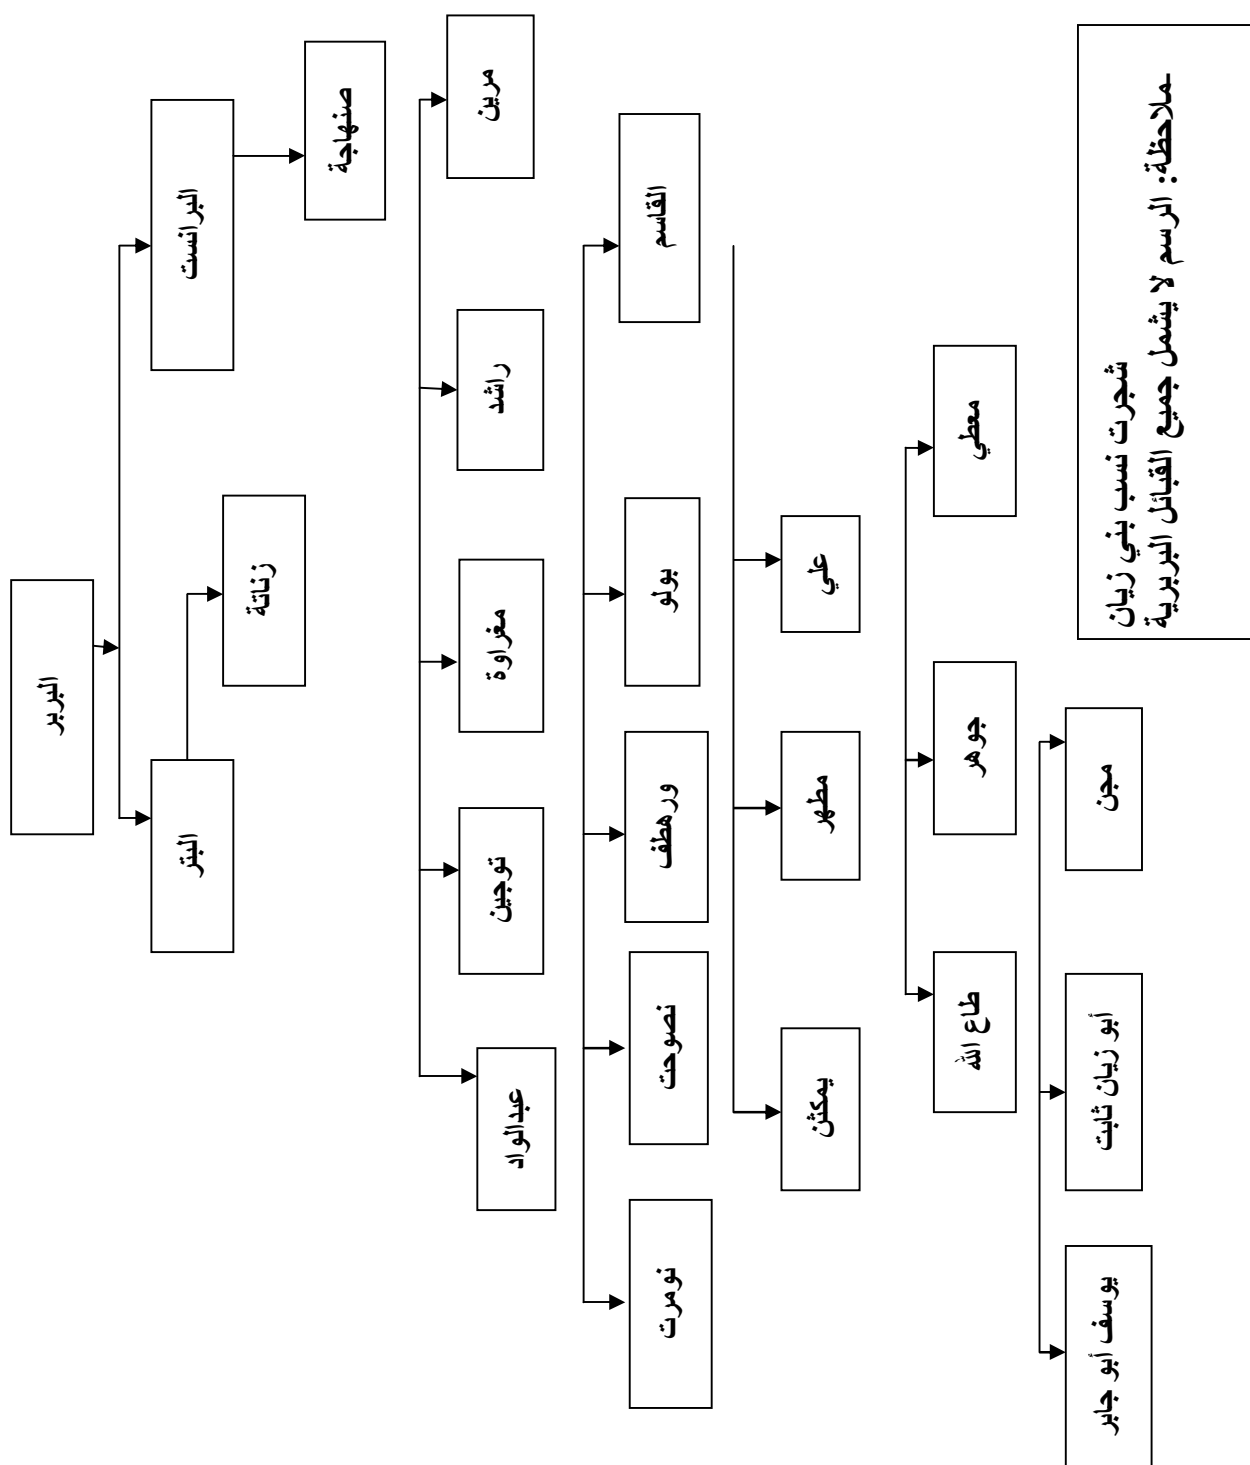 البربر
البرانست
البتر
زناتة
صنهاجة
مرين
راشد
مغراوة
توجين
عبدالواد
القاسم
بولو
ورهطف
نصوحت
نومرت
علي
مطهر
يمكثن
معطي
جوهر
طاع الله
مجن
أبو زيان ثابت
يوسف أبو جابر
شجرت نسب بني زيان
ملاحظة: الرسم لا يشمل جميع القبائل البربرية